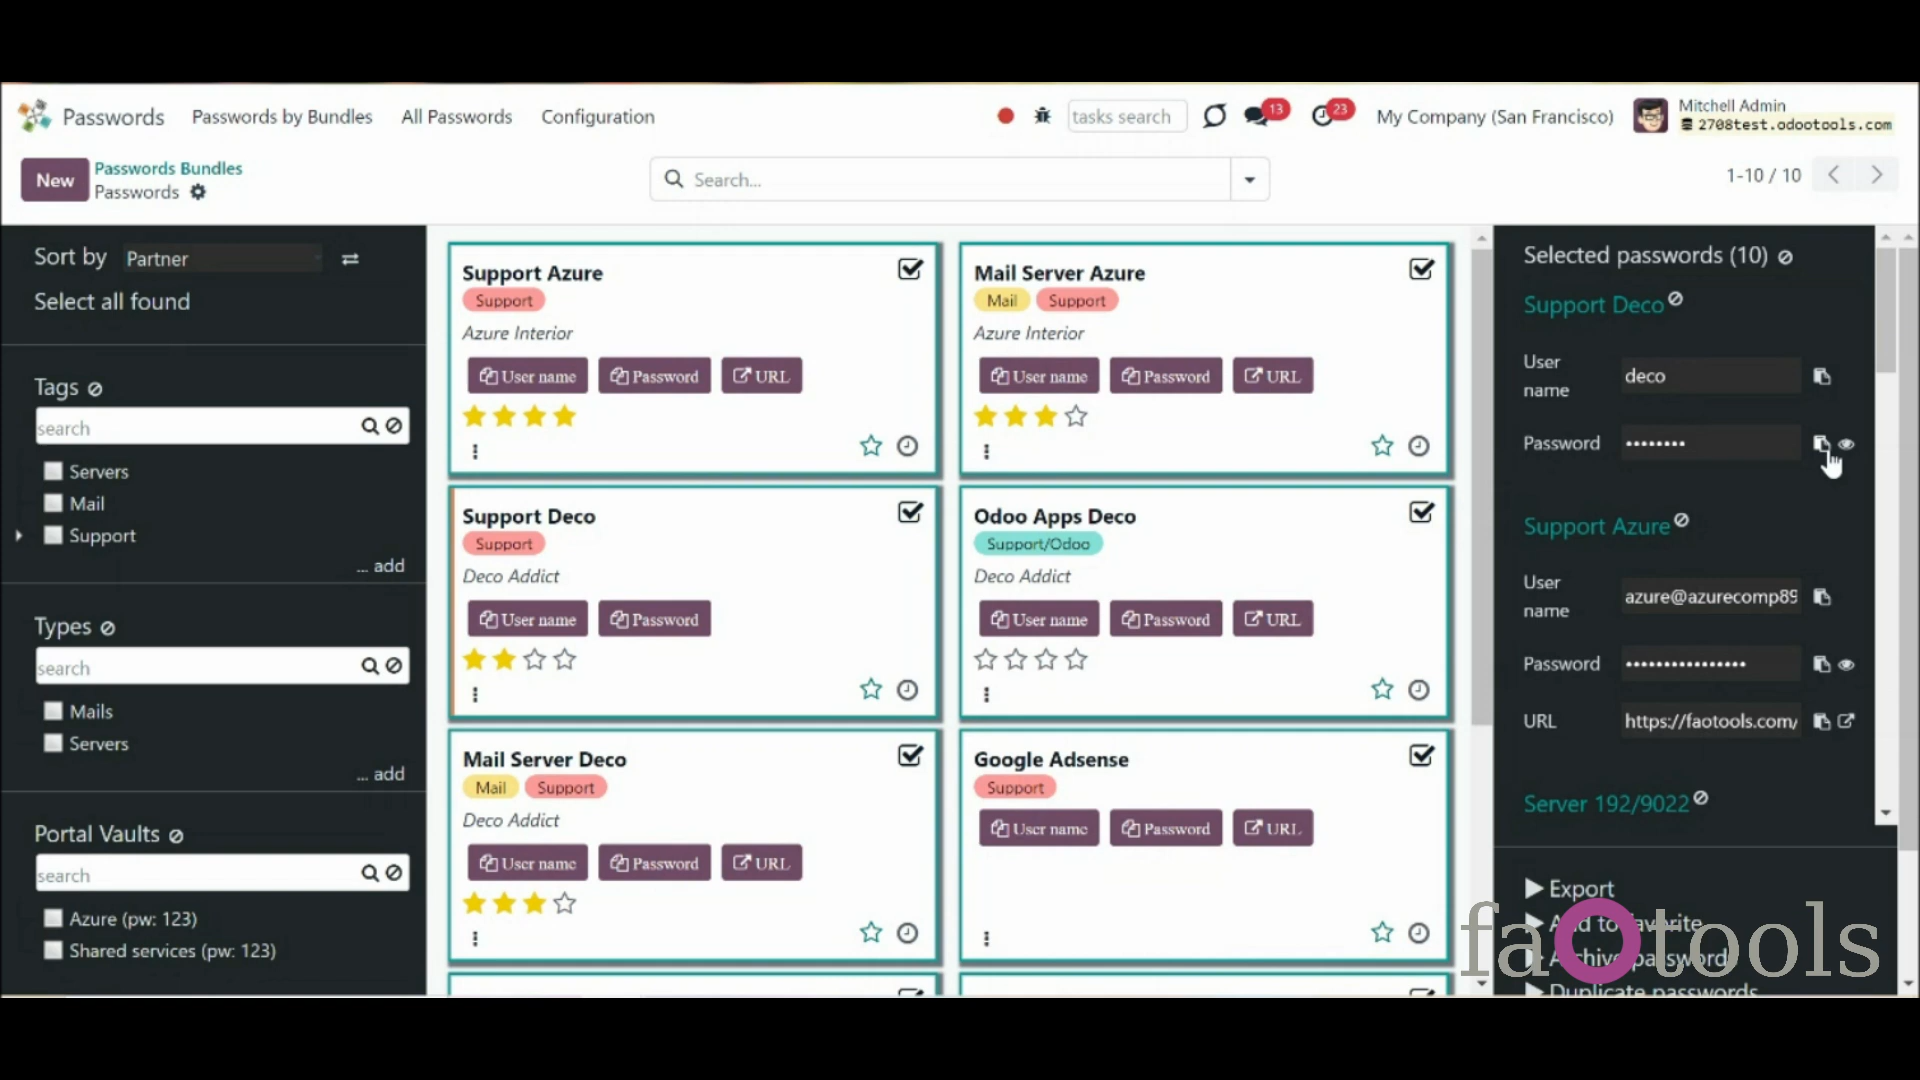 Passwords
Passwords by Bundles
All Passwords
Configuration
tasks search
13
23
My Company (San Francisco)
Mitchell Admin
2708test.odootools.com
New
Passwords Bundles
Passwords
Search...
1-10 / 10
Sort by
Partner
Select all found
Tags
search
Servers
Mail
Support
... add
Types
search
Mails
Servers
... add
Portal Vaults
search
Azure (pw: 123)
Shared services (pw: 123)
Support Azure
Support
Azure Interior
User name
Password
URL
Mail Server Azure
Mail
Support
Azure Interior
User name
Password
URL
Support Deco
Support
Deco Addict
User name
Password
Odoo Apps Deco
Support/Odoo
Deco Addict
User name
Password
URL
Mail Server Deco
Mail
Support
Deco Addict
User name
Password
URL
Google Adsense
Support
User name
Password
URL
Selected passwords (10)
Support Deco
User name
deco
Password
••••••••
Support Azure
User name
azure@azurecomp89
Password
••••••••••••••••
URL
https://faotools.com/
Server 192/9022
Export
Add to favorite
Archive passwords
Duplicate passwords
faotools